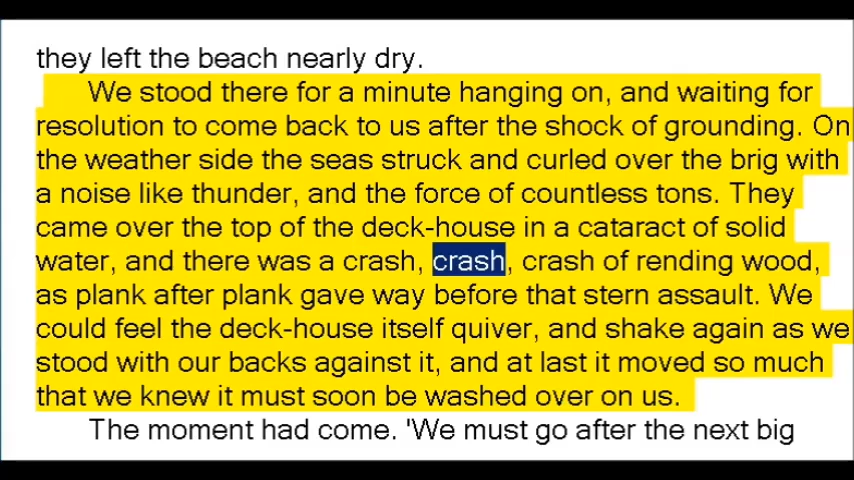 they left the beach nearly dry.
We stood there for a minute hanging on, and waiting for
resolution to come back to us after the shock of grounding. On
the weather side the seas struck and curled over the brig with
a noise like thunder, and the force of countless tons. They
came over the top of the deck-house in a cataract of solid
water, and there was a crash, crash, crash of rending wood,
as plank after plank gave way before that stern assault. We
could feel the deck-house itself quiver, and shake again as we
stood with our backs against it, and at last it moved so much
that we knew it must soon be washed over on us.
The moment had come. 'We must go after the next big